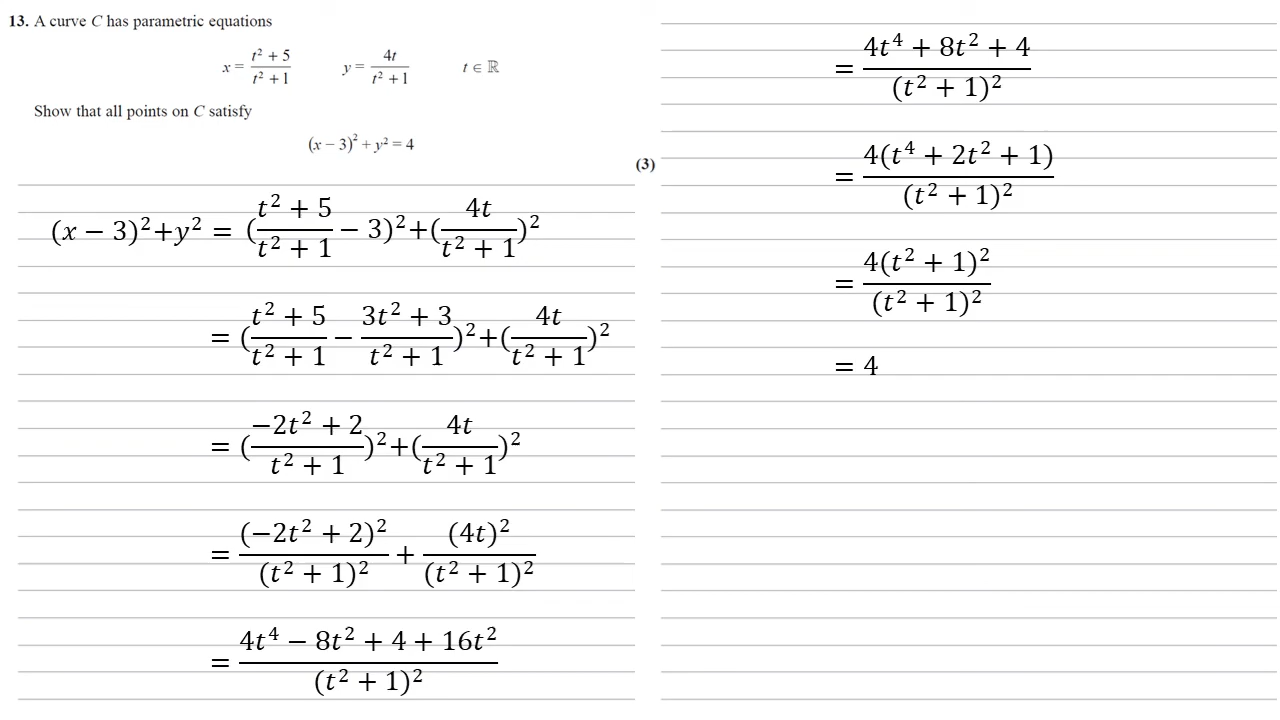 13. A curve C has parametric equations
x = (t² + 5)/(t² + 1)    y = 4t/(t² + 1)    t ∈ ℝ
Show that all points on C satisfy
(x − 3)² + y² = 4
(3)
(x − 3)²+y² = ((t² + 5)/(t² + 1) − 3)²+(4t/(t² + 1))²
= ((t² + 5)/(t² + 1) − (3t² + 3)/(t² + 1))²+(4t/(t² + 1))²
= ((−2t² + 2)/(t² + 1))²+(4t/(t² + 1))²
= (−2t² + 2)²/(t² + 1)² + (4t)²/(t² + 1)²
= (4t⁴ − 8t² + 4 + 16t²)/(t² + 1)²
= (4t⁴ + 8t² + 4)/(t² + 1)²
= 4(t⁴ + 2t² + 1)/(t² + 1)²
= 4(t² + 1)²/(t² + 1)²
= 4